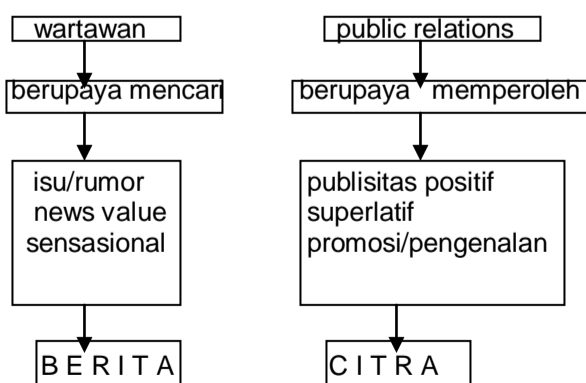 wartawan
berupaya mencari
isu/rumor
news value
sensasional
B E R I T A
public relations
berupaya memperoleh
publisitas positif
superlatif
promosi/pengenalan
C I T R A